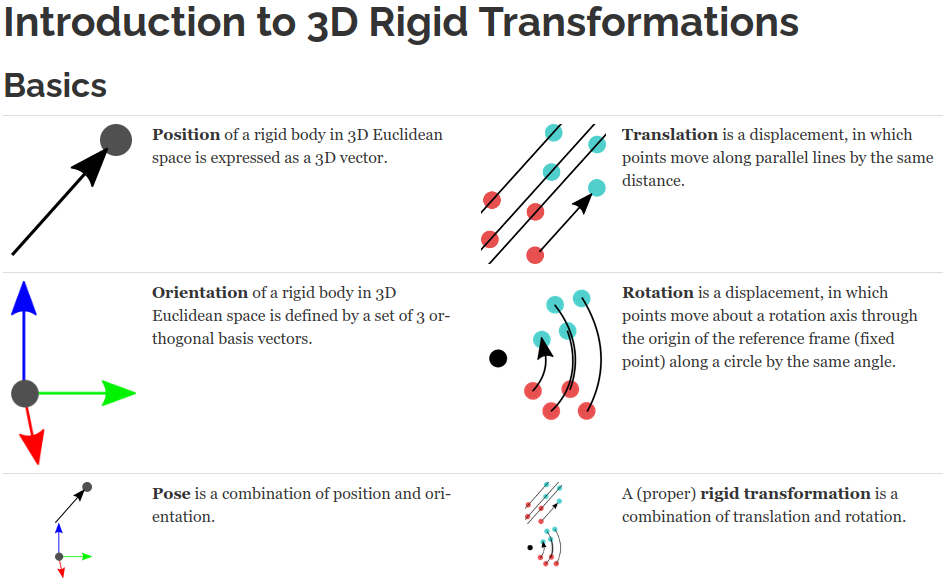 Introduction to 3D Rigid Transformations
Basics
Position of a rigid body in 3D Euclidean
space is expressed as a 3D vector.
Translation is a displacement, in which
points move along parallel lines by the same
distance.
Orientation of a rigid body in 3D
Euclidean space is defined by a set of 3 or-
thogonal basis vectors.
Rotation is a displacement, in which
points move about a rotation axis through
the origin of the reference frame (fixed
point) along a circle by the same angle.
Pose is a combination of position and ori-
entation.
A (proper) rigid transformation is a
combination of translation and rotation.